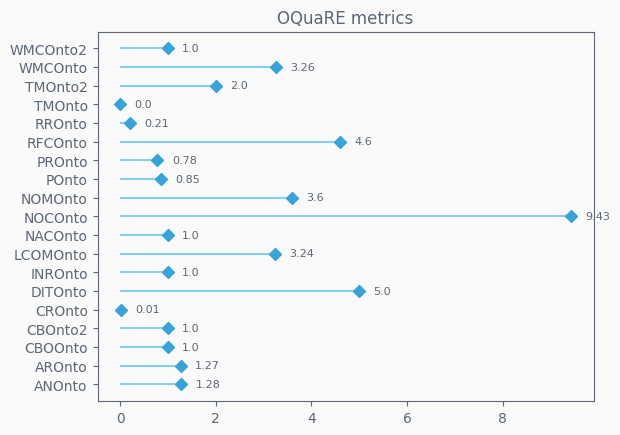 OQuaRE metrics
WMCOnto2 1.0
WMCOnto 3.26
TMOnto2 2.0
TMOnto 0.0
RROnto 0.21
RFCOnto 4.6
PROnto 0.78
POnto 0.85
NOMOnto 3.6
NOCOnto 9.43
NACOnto 1.0
LCOMOnto 3.24
INROnto 1.0
DITOnto 5.0
CROnto 0.01
CBOnto2 1.0
CBOOnto 1.0
AROnto 1.27
ANOnto 1.28
0 2 4 6 8